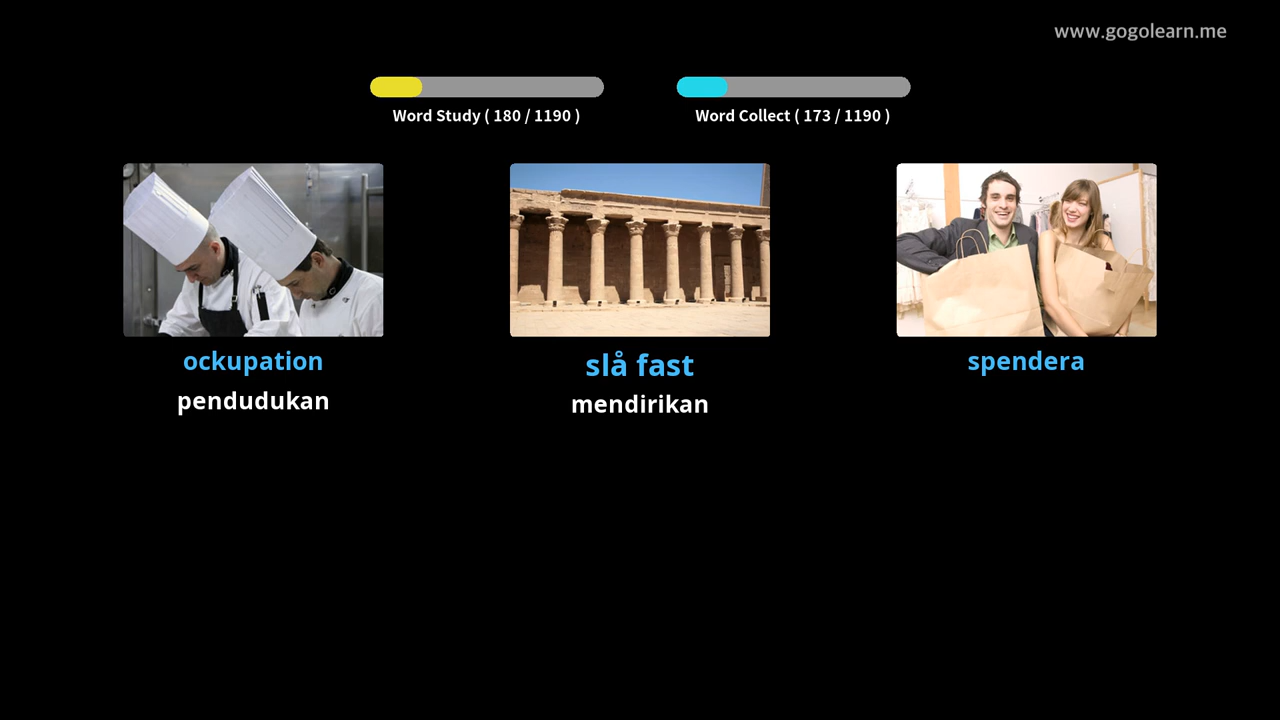 www.gogolearn.me
Word Study ( 180 / 1190 )
Word Collect ( 173 / 1190 )
ockupation
slå fast
spendera
pendudukan
mendirikan